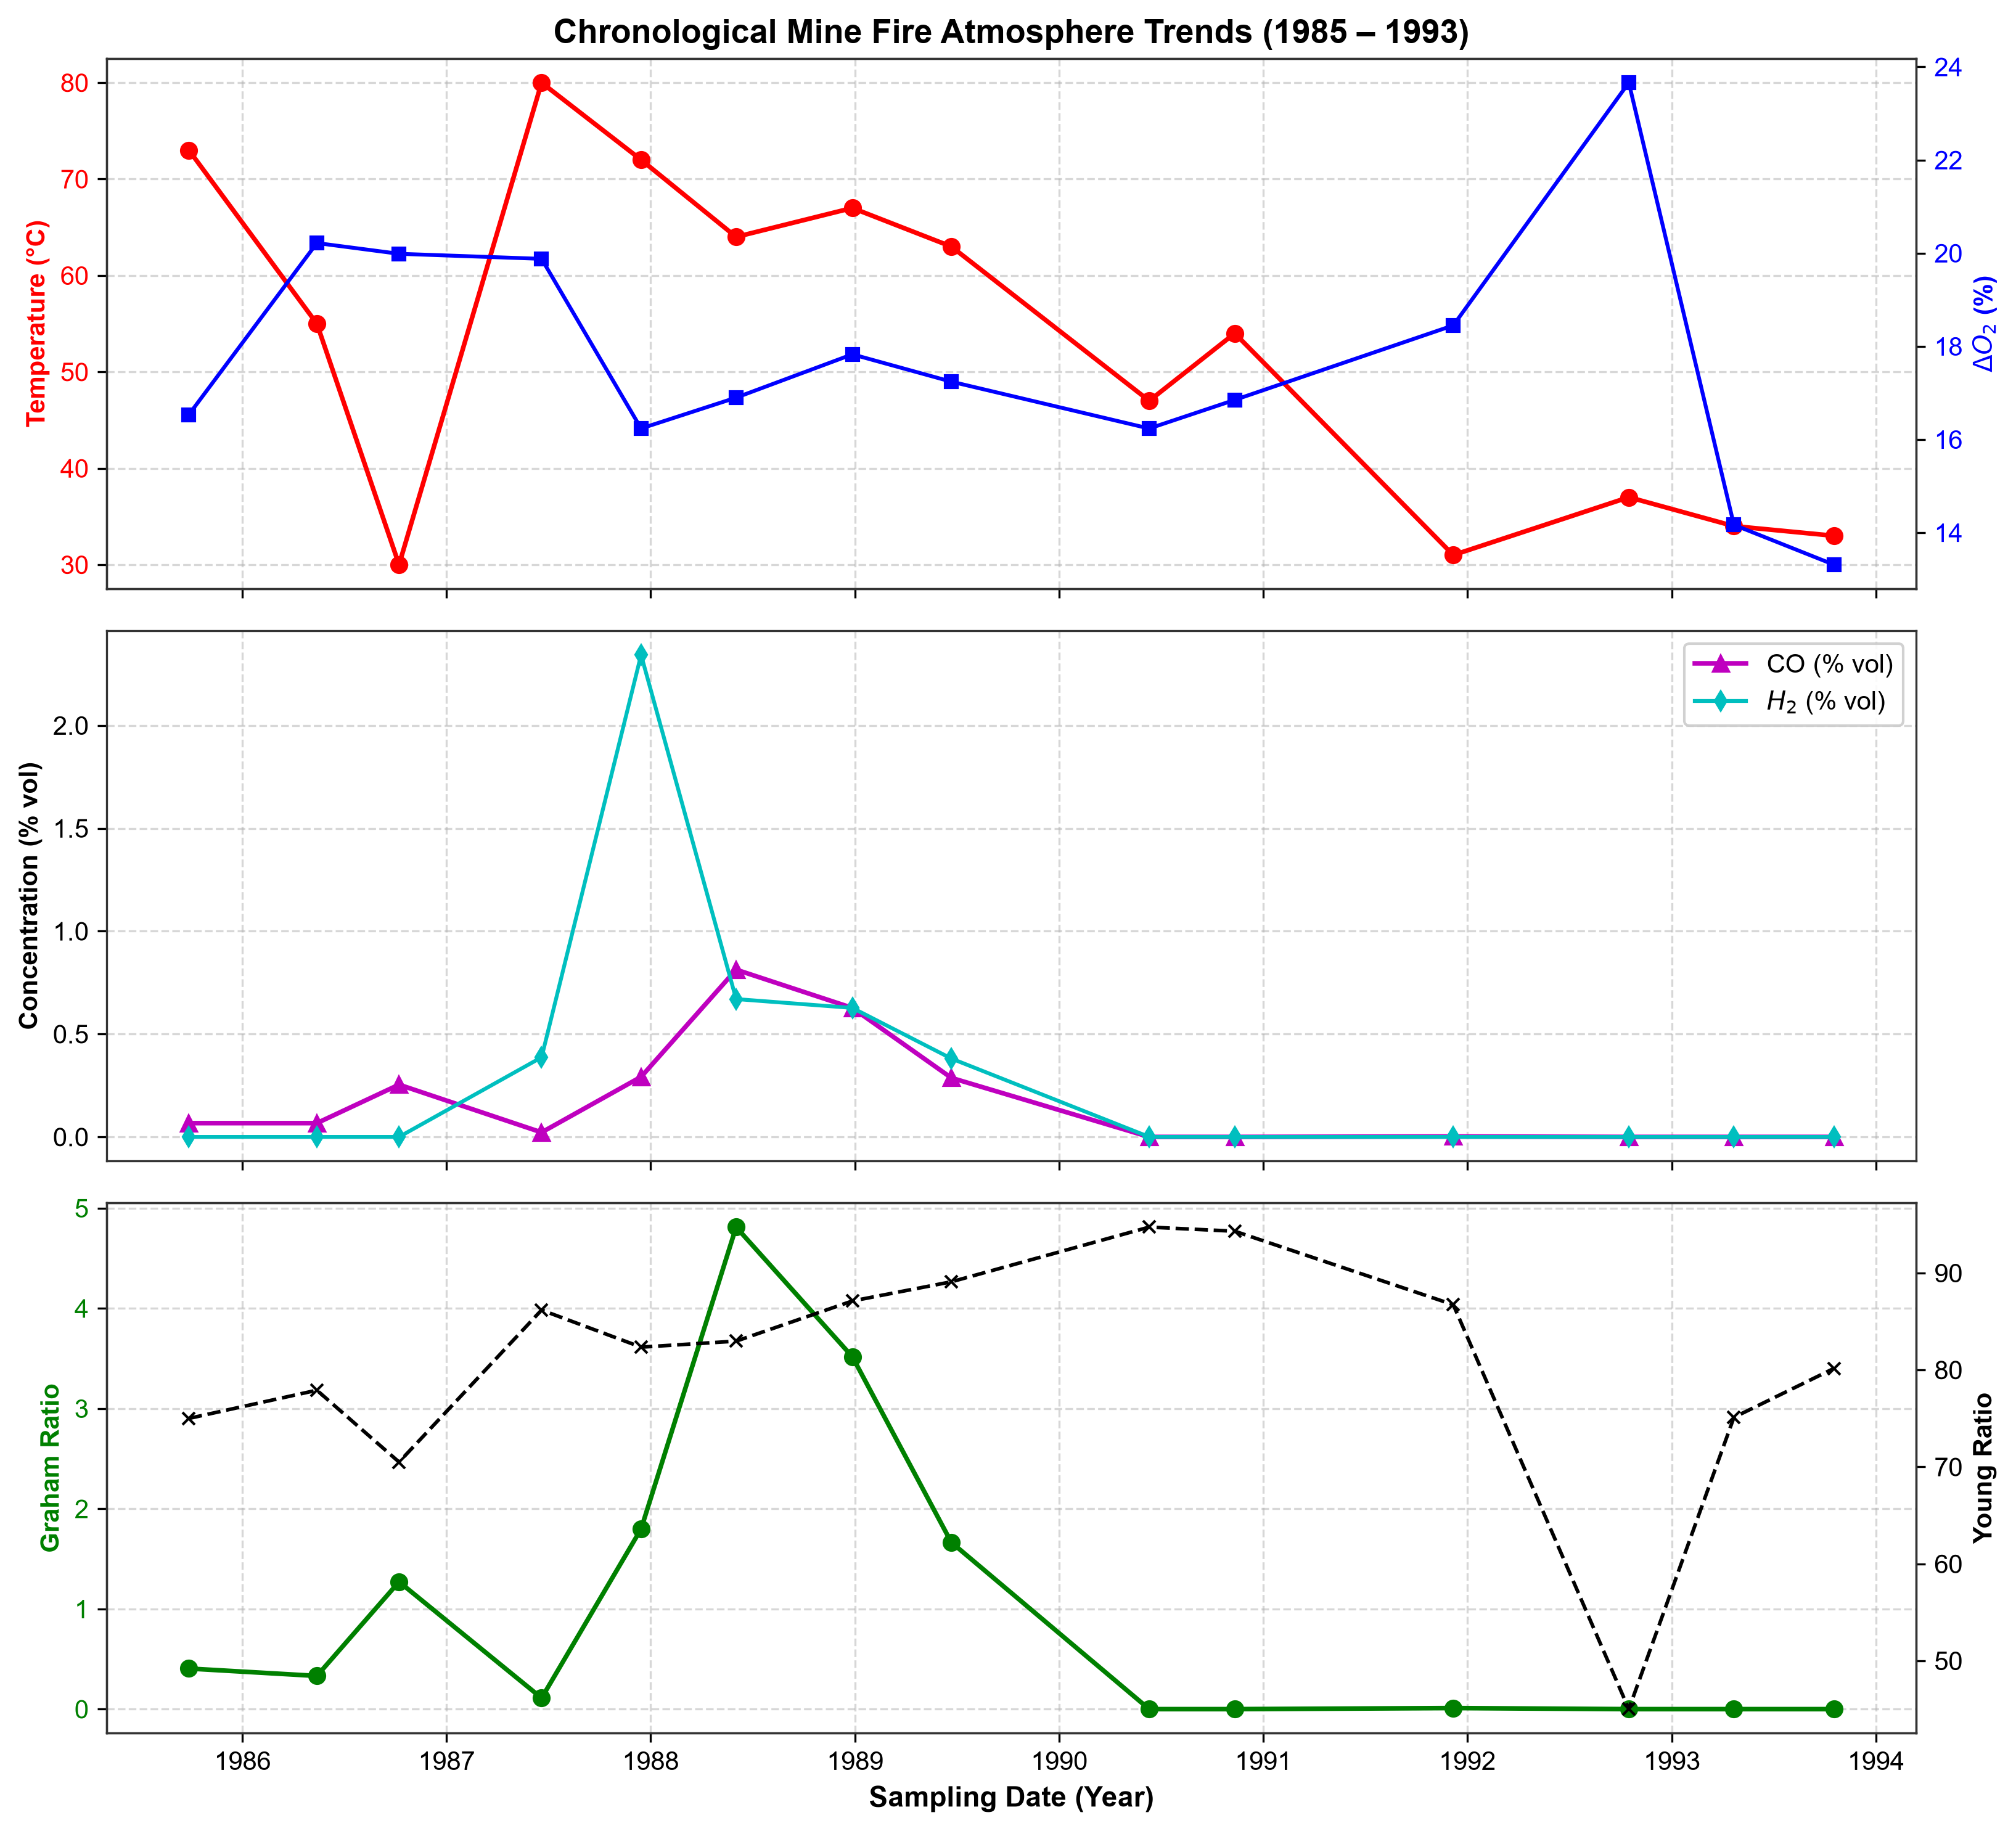 Chronological Mine Fire Atmosphere Trends (1985 – 1993)
Temperature (°C)
80
70
60
50
40
30
24
22
20
18
16
14
ΔO₂ (%)
Concentration (% vol)
2.0
1.5
1.0
0.5
0.0
CO (% vol)
H₂ (% vol)
Graham Ratio
5
4
3
2
1
0
90
80
70
60
50
Young Ratio
1986 1987 1988 1989 1990 1991 1992 1993 1994
Sampling Date (Year)